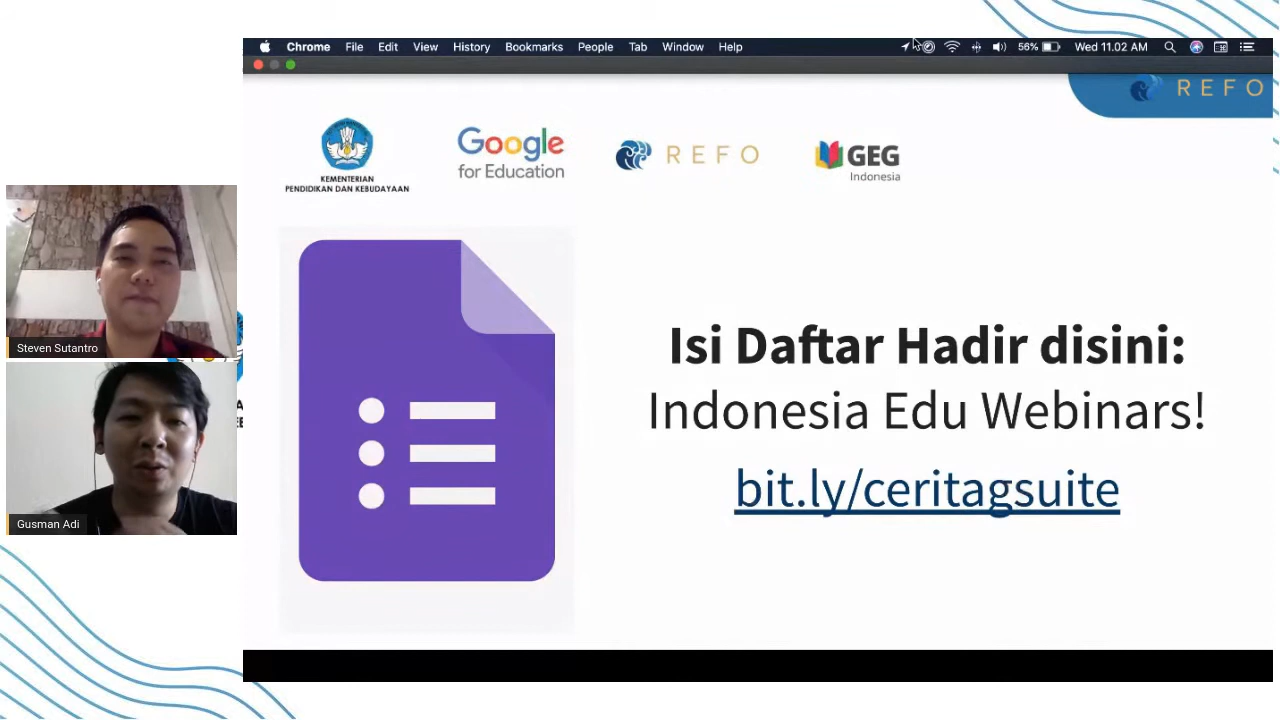 Chrome File Edit View History Bookmarks People Tab Window Help 56% Wed 11.02 AM
REFO
KEMENTERIAN
PENDIDIKAN DAN KEBUDAYAAN
Google
for Education
REFO
GEG
Indonesia
Steven Sutantro
Gusman Adi
Isi Daftar Hadir disini:
Indonesia Edu Webinars!
bit.ly/ceritagsuite